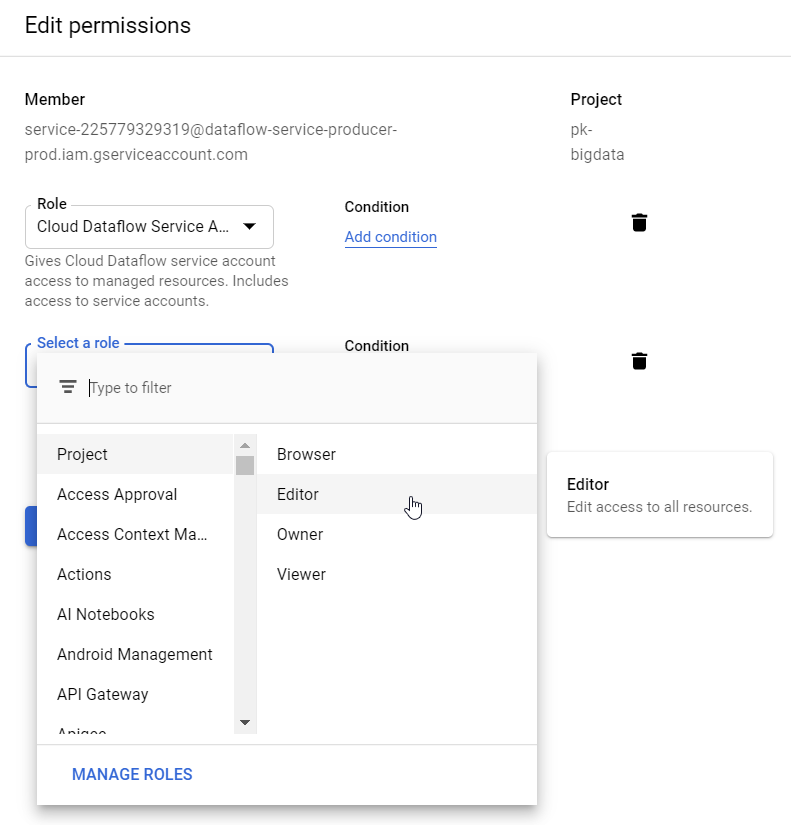 Edit permissions
Member
Project
service-225779329319@dataflow-service-producer-
prod.iam.gserviceaccount.com
pk-
bigdata
Role
Cloud Dataflow Service A...
Condition
Add condition
Gives Cloud Dataflow service account
access to managed resources. Includes
access to service accounts.
Select a role
Condition
Type to filter
Project
Access Approval
Access Context Ma...
Actions
AI Notebooks
Android Management
API Gateway
Apigee
Browser
Editor
Owner
Viewer
Editor
Edit access to all resources.
MANAGE ROLES